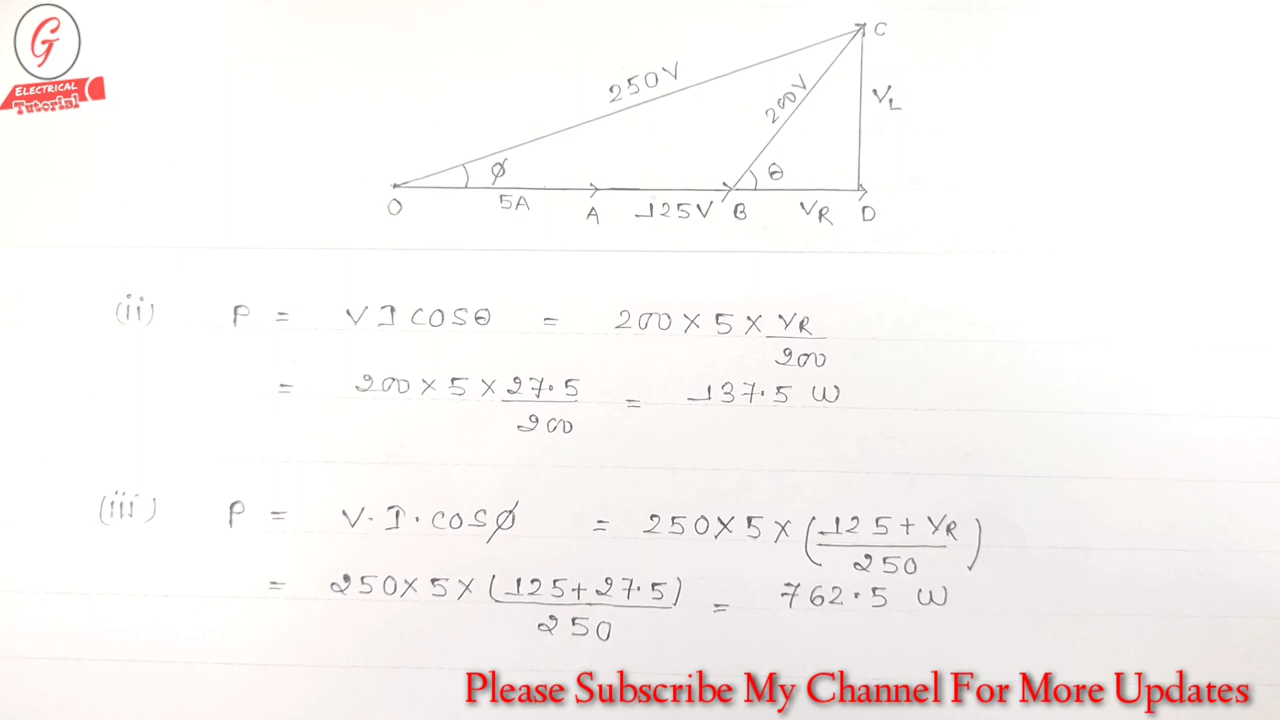 G
ELECTRICAL
Tutorial
C
250V
200V
VL
φ
θ
O 5A A 125V B VR D
(ii) P = VICOSθ = 200 × 5 × VR/200
= 200 × 5 × 27.5/200 = 137.5 W
(iii) P = V.I.COSφ = 250 × 5 × (125 + VR/250)
= 250 × 5 × (125 + 27.5)/250 = 762.5 W
Please Subscribe My Channel For More Updates